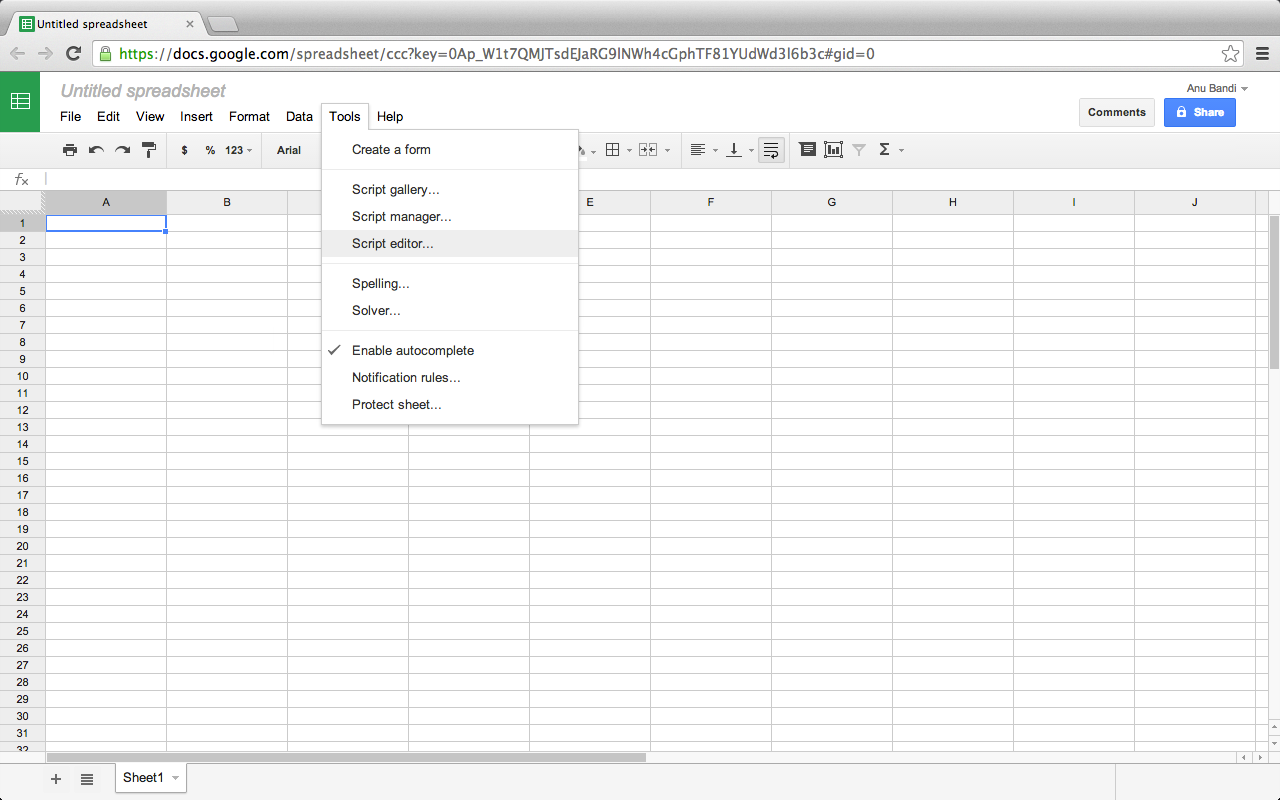 Untitled spreadsheet
https://docs.google.com/spreadsheet/ccc?key=0Ap_W1t7QMJTsdEJaRG9lNWh4cGphTF81YUdWd3l6b3c#gid=0
Untitled spreadsheet
Anu Bandi
File Edit View Insert Format Data Tools Help
Comments
Share
$ % 123 Arial Σ
fx
A B E F G H I J
Create a form
Script gallery...
Script manager...
Script editor...
Spelling...
Solver...
Enable autocomplete
Notification rules...
Protect sheet...
1
2
3
4
5
6
7
8
9
10
11
12
13
14
15
16
17
18
19
20
21
22
23
24
25
26
27
28
29
30
31
32
Sheet1